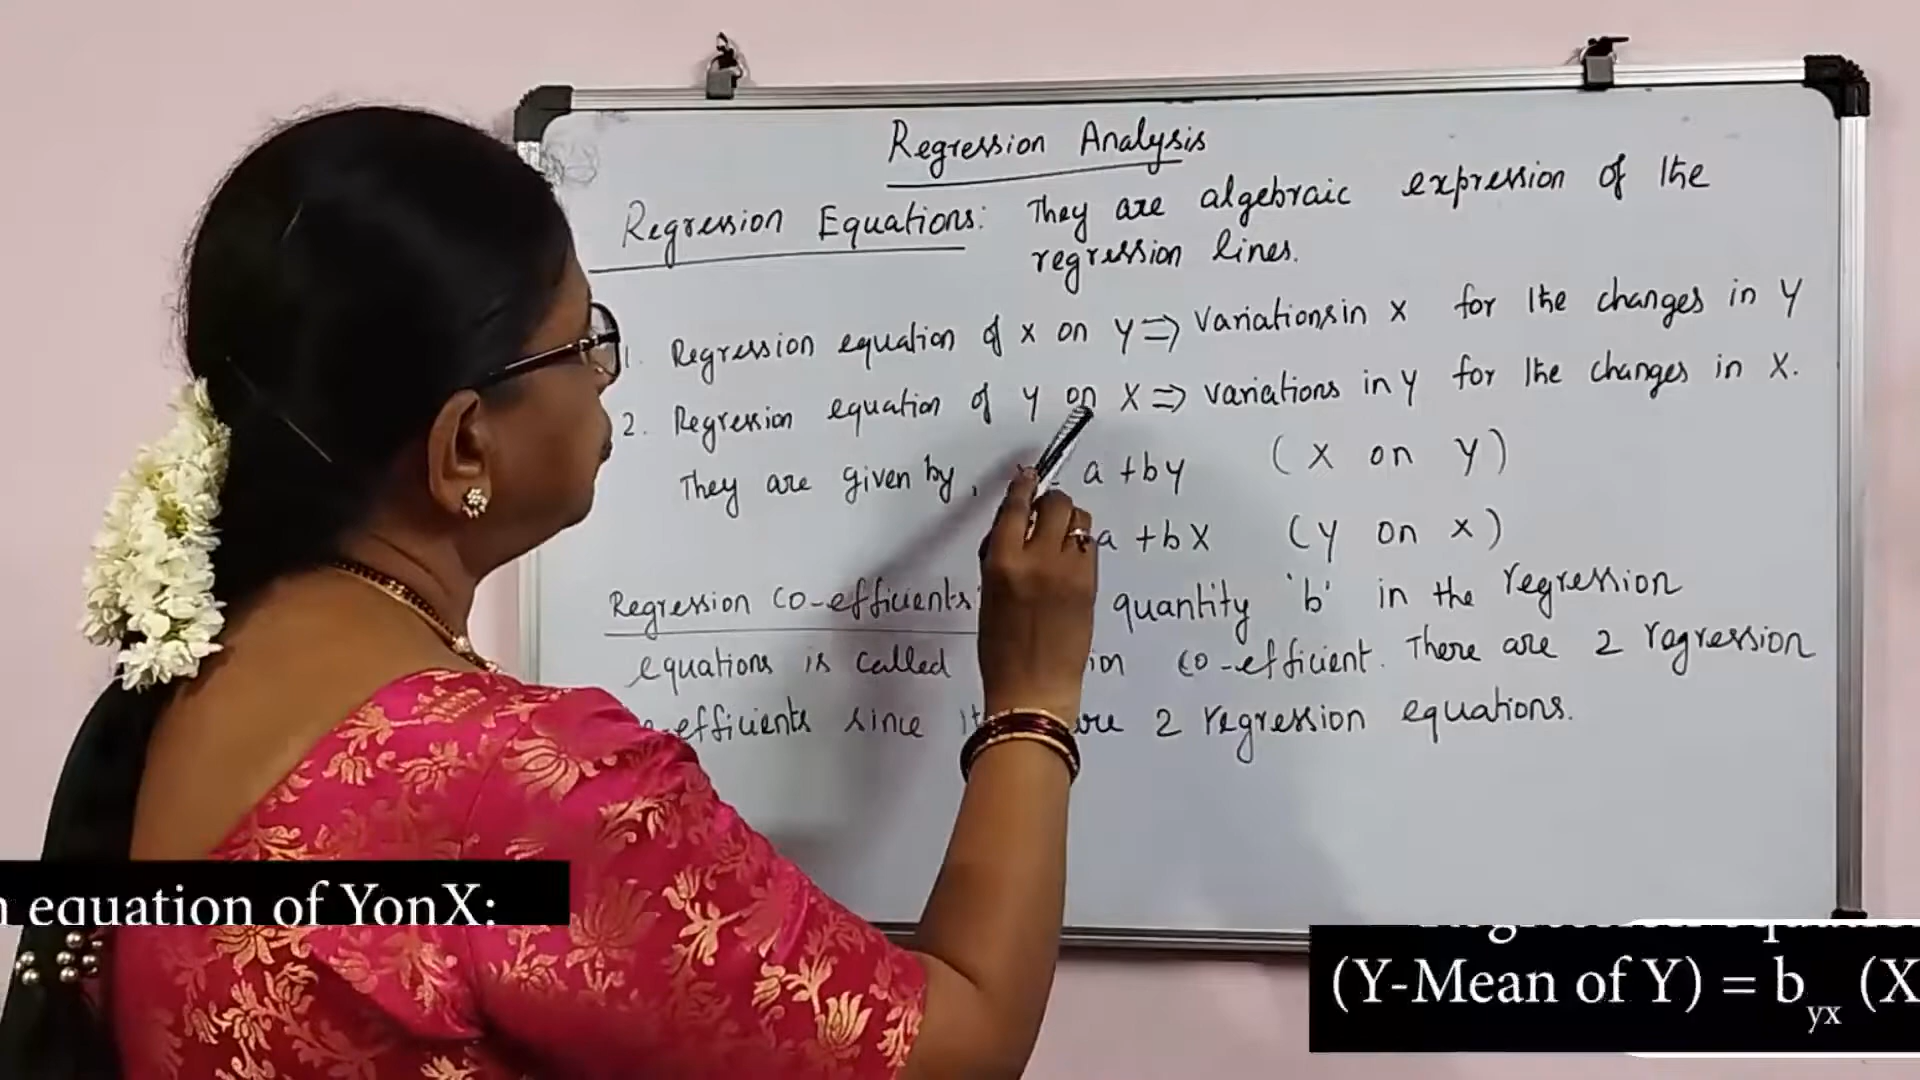 Regression Analysis
Regression Equations: They are algebraic expression of the
regression lines.
1. Regression equation of X on Y ⇒ Variations in X for the changes in Y
2. Regression equation of Y on X ⇒ variations in Y for the changes in X.
They are given by, a + by (X on Y)
a + bX (Y on X)
Regression Co-efficients: quantity 'b' in the regression
equations is called co-efficient. There are 2 regression
since 2 regression equations.
equation of YonX:
(Y-Mean of Y) = byx (X